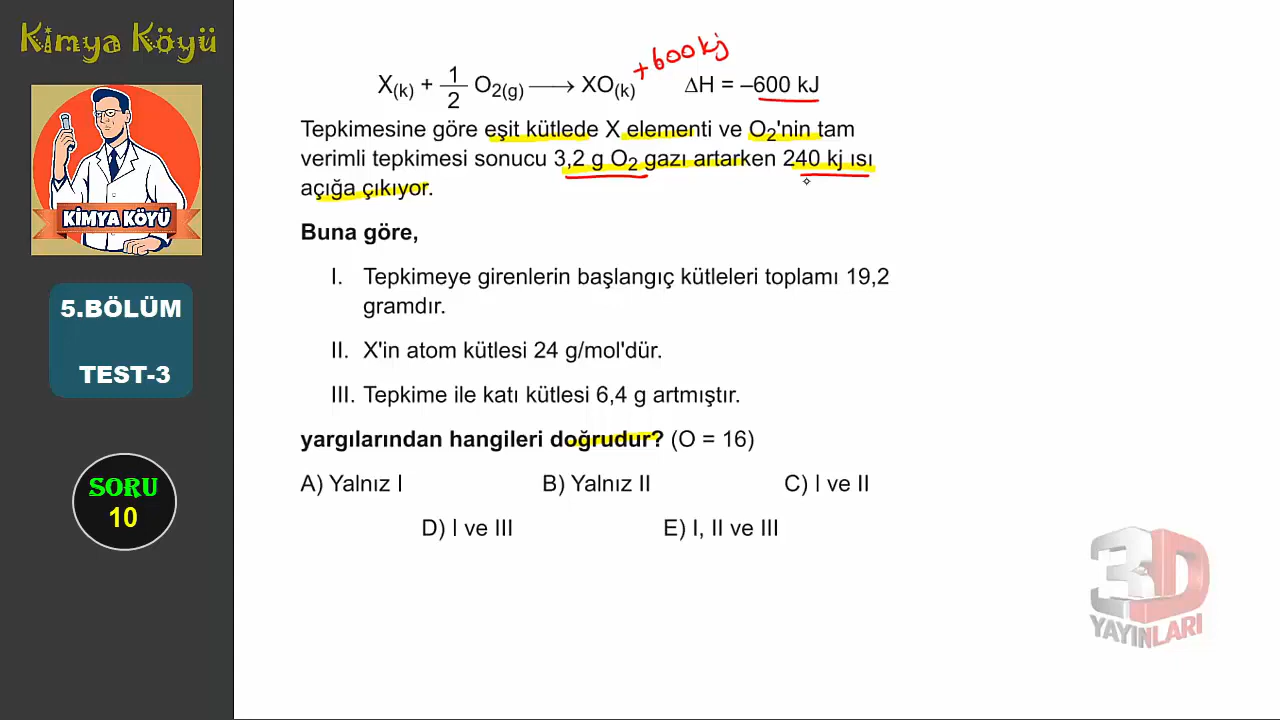 Kimya Köyü
KİMYA KÖYÜ
5.BÖLÜM
TEST-3
SORU
10
+600 kj
X(k) + 1/2 O2(g) ⟶ XO(k) ΔH = –600 kJ
Tepkimesine göre eşit kütlede X elementi ve O2'nin tam
verimli tepkimesi sonucu 3,2 g O2 gazı artarken 240 kj ısı
açığa çıkıyor.
Buna göre,
I. Tepkimeye girenlerin başlangıç kütleleri toplamı 19,2
gramdır.
II. X'in atom kütlesi 24 g/mol'dür.
III. Tepkime ile katı kütlesi 6,4 g artmıştır.
yargılarından hangileri doğrudur? (O = 16)
A) Yalnız I B) Yalnız II C) I ve II
D) I ve III E) I, II ve III
3D
YAYINLARI